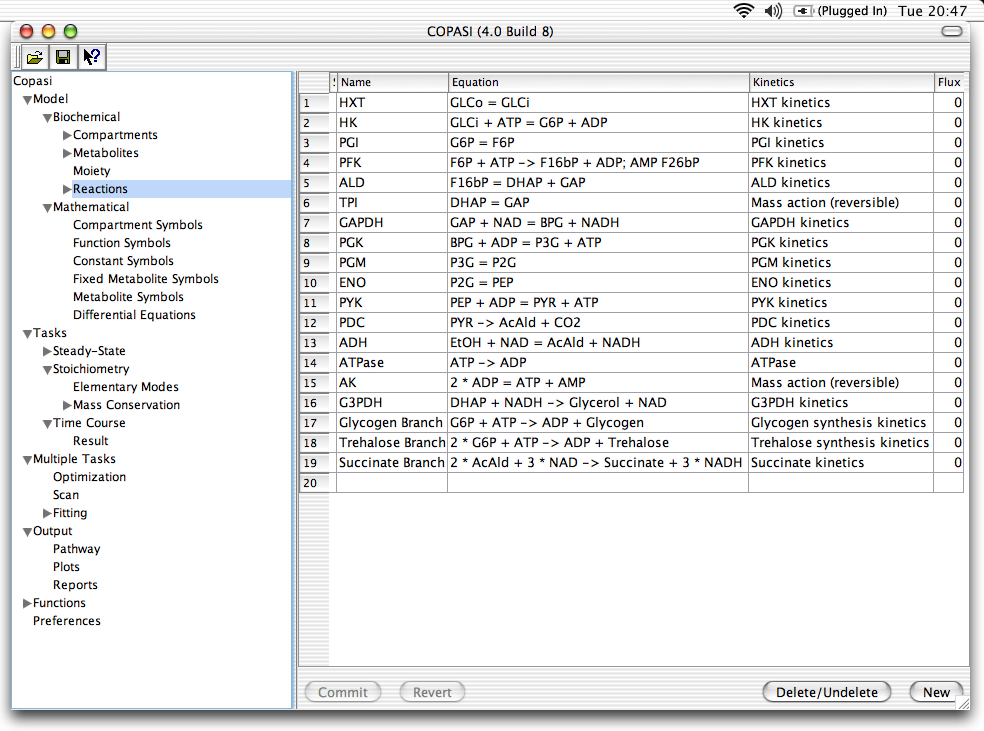 (Plugged In) Tue 20:47
COPASI (4.0 Build 8)
Copasi
Model
Biochemical
Compartments
Metabolites
Moiety
Reactions
Mathematical
Compartment Symbols
Function Symbols
Constant Symbols
Fixed Metabolite Symbols
Metabolite Symbols
Differential Equations
Tasks
Steady-State
Stoichiometry
Elementary Modes
Mass Conservation
Time Course
Result
Multiple Tasks
Optimization
Scan
Fitting
Output
Pathway
Plots
Reports
Functions
Preferences
Name Equation Kinetics Flux
1 HXT GLCo = GLCi HXT kinetics 0
2 HK GLCi + ATP = G6P + ADP HK kinetics 0
3 PGI G6P = F6P PGI kinetics 0
4 PFK F6P + ATP -> F16bP + ADP; AMP F26bP PFK kinetics 0
5 ALD F16bP = DHAP + GAP ALD kinetics 0
6 TPI DHAP = GAP Mass action (reversible) 0
7 GAPDH GAP + NAD = BPG + NADH GAPDH kinetics 0
8 PGK BPG + ADP = P3G + ATP PGK kinetics 0
9 PGM P3G = P2G PGM kinetics 0
10 ENO P2G = PEP ENO kinetics 0
11 PYK PEP + ADP = PYR + ATP PYK kinetics 0
12 PDC PYR -> AcAld + CO2 PDC kinetics 0
13 ADH EtOH + NAD = AcAld + NADH ADH kinetics 0
14 ATPase ATP -> ADP ATPase 0
15 AK 2 * ADP = ATP + AMP Mass action (reversible) 0
16 G3PDH DHAP + NADH -> Glycerol + NAD G3PDH kinetics 0
17 Glycogen Branch G6P + ATP -> ADP + Glycogen Glycogen synthesis kinetics 0
18 Trehalose Branch 2 * G6P + ATP -> ADP + Trehalose Trehalose synthesis kinetics 0
19 Succinate Branch 2 * AcAld + 3 * NAD -> Succinate + 3 * NADH Succinate kinetics 0
20
Commit Revert Delete/Undelete New